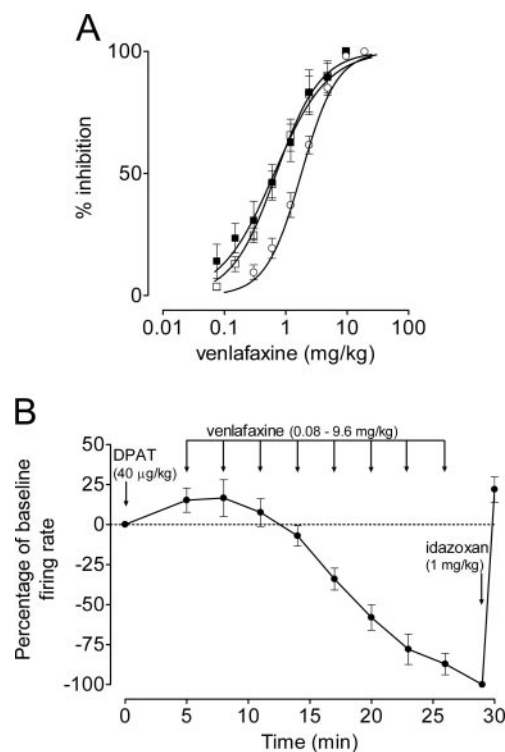 A
100
50
0
% inhibition
0.01 0.1 1 10 100
venlafaxine (mg/kg)
B
venlafaxine (0.08 - 9.6 mg/kg)
DPAT
(40 µg/kg)
50
25
0
-25
-50
-75
-100
Percentage of baseline
firing rate
idazoxan
(1 mg/kg)
0 5 10 15 20 25 30
Time (min)